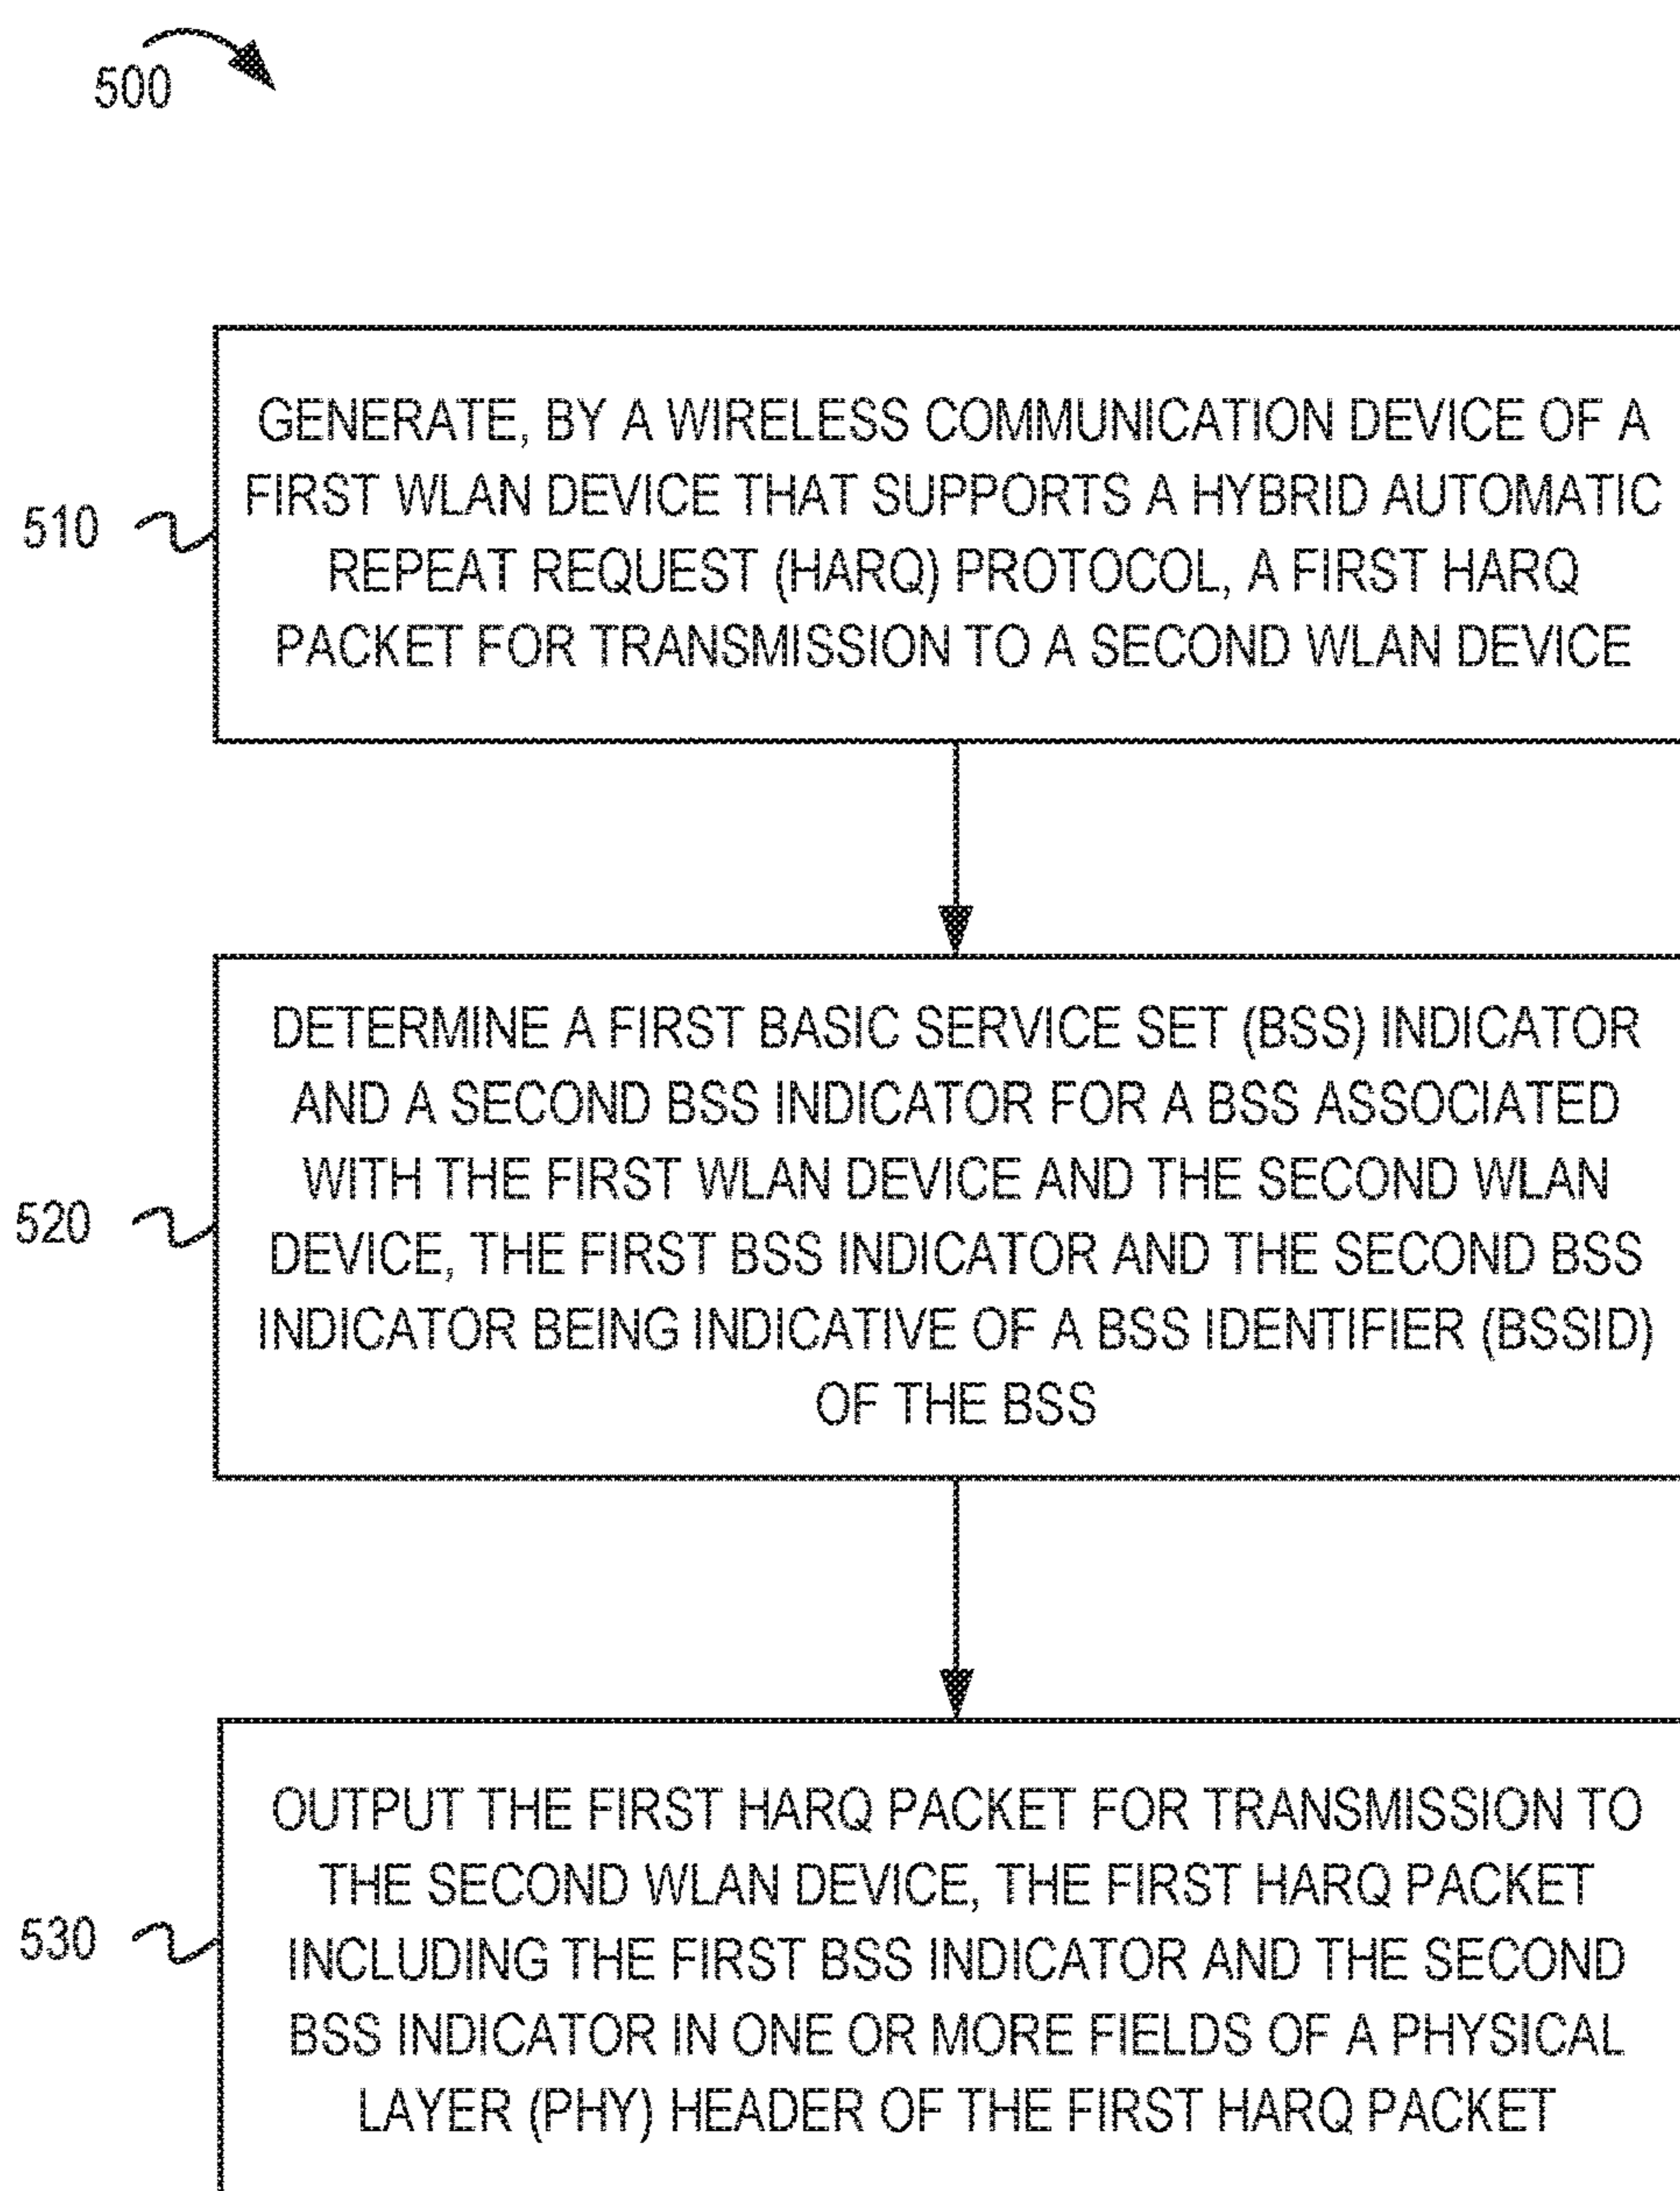 500
GENERATE, BY A WIRELESS COMMUNICATION DEVICE OF A
FIRST WLAN DEVICE THAT SUPPORTS A HYBRID AUTOMATIC
REPEAT REQUEST (HARQ) PROTOCOL, A FIRST HARQ
PACKET FOR TRANSMISSION TO A SECOND WLAN DEVICE
510
DETERMINE A FIRST BASIC SERVICE SET (BSS) INDICATOR
AND A SECOND BSS INDICATOR FOR A BSS ASSOCIATED
WITH THE FIRST WLAN DEVICE AND THE SECOND WLAN
DEVICE, THE FIRST BSS INDICATOR AND THE SECOND BSS
INDICATOR BEING INDICATIVE OF A BSS IDENTIFIER (BSSID)
OF THE BSS
520
OUTPUT THE FIRST HARQ PACKET FOR TRANSMISSION TO
THE SECOND WLAN DEVICE, THE FIRST HARQ PACKET
INCLUDING THE FIRST BSS INDICATOR AND THE SECOND
BSS INDICATOR IN ONE OR MORE FIELDS OF A PHYSICAL
LAYER (PHY) HEADER OF THE FIRST HARQ PACKET
530